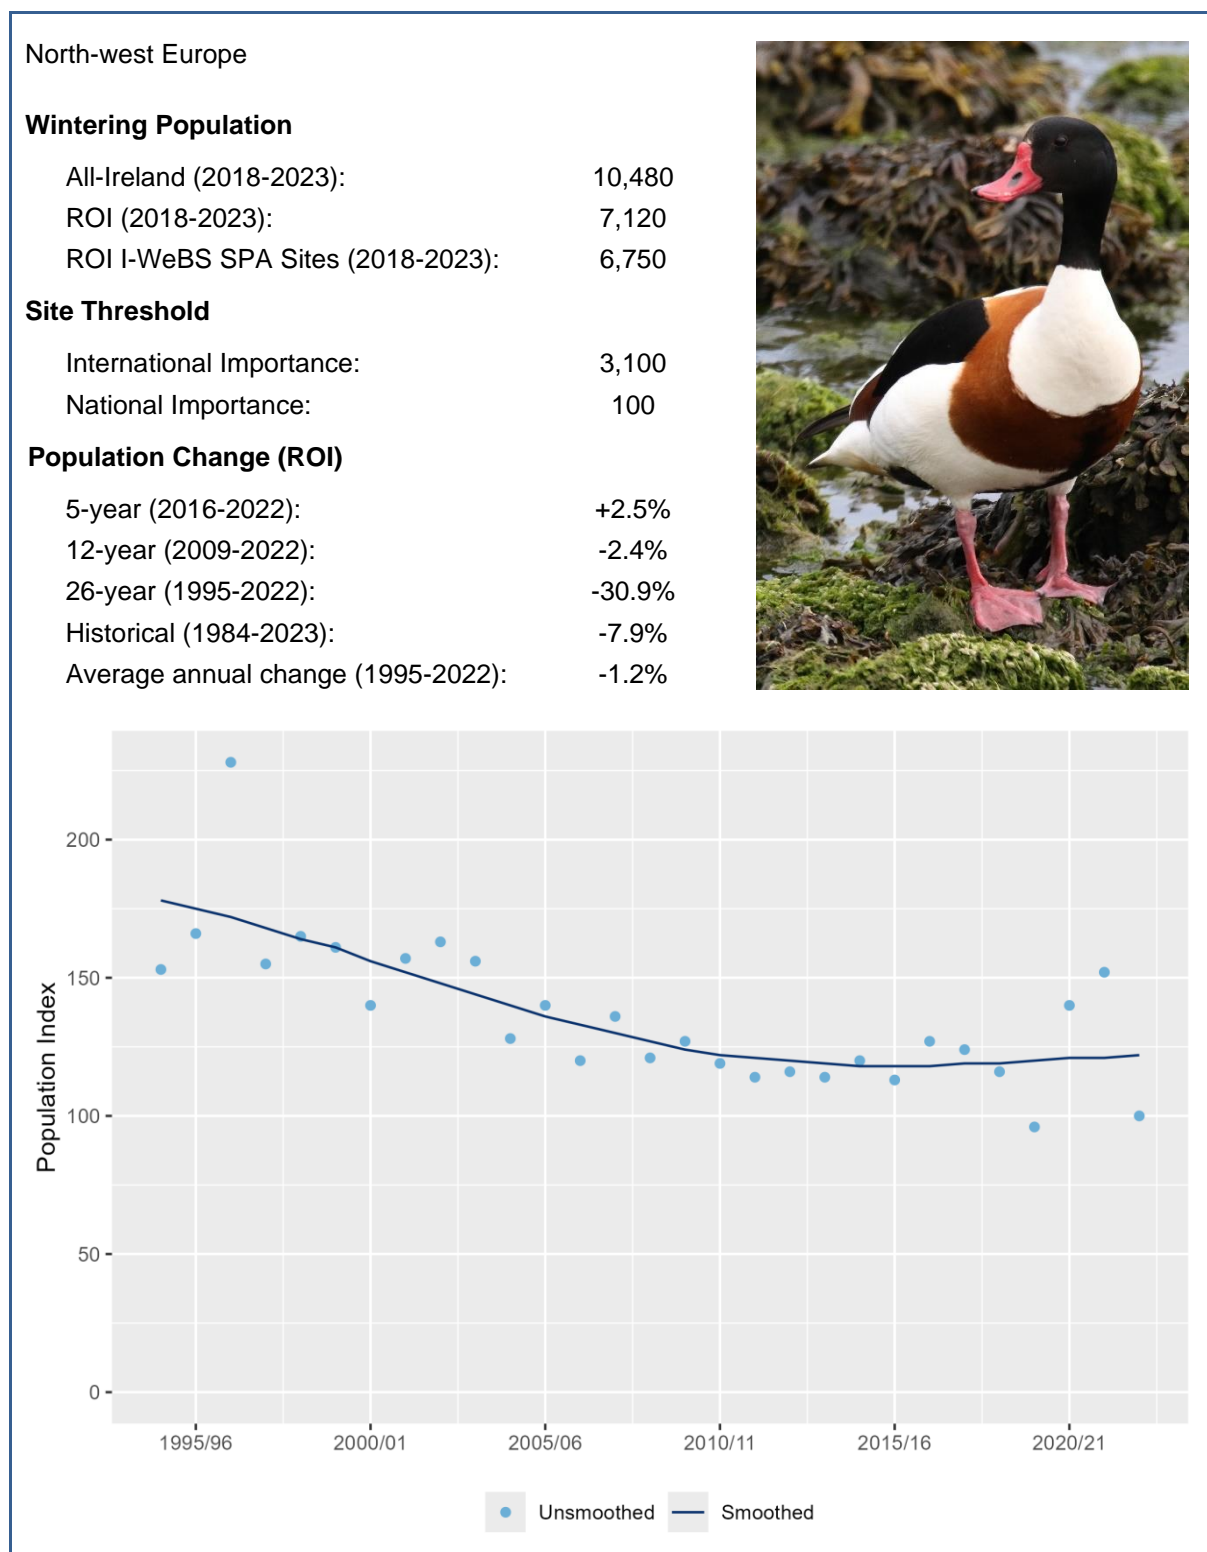 North-west Europe
Wintering Population
All-Ireland (2018-2023): 10,480
ROI (2018-2023): 7,120
ROI I-WeBS SPA Sites (2018-2023): 6,750
Site Threshold
International Importance: 3,100
National Importance: 100
Population Change (ROI)
5-year (2016-2022): +2.5%
12-year (2009-2022): -2.4%
26-year (1995-2022): -30.9%
Historical (1984-2023): -7.9%
Average annual change (1995-2022): -1.2%
Population Index
200
150
100
50
0
1995/96 2000/01 2005/06 2010/11 2015/16 2020/21
Unsmoothed Smoothed